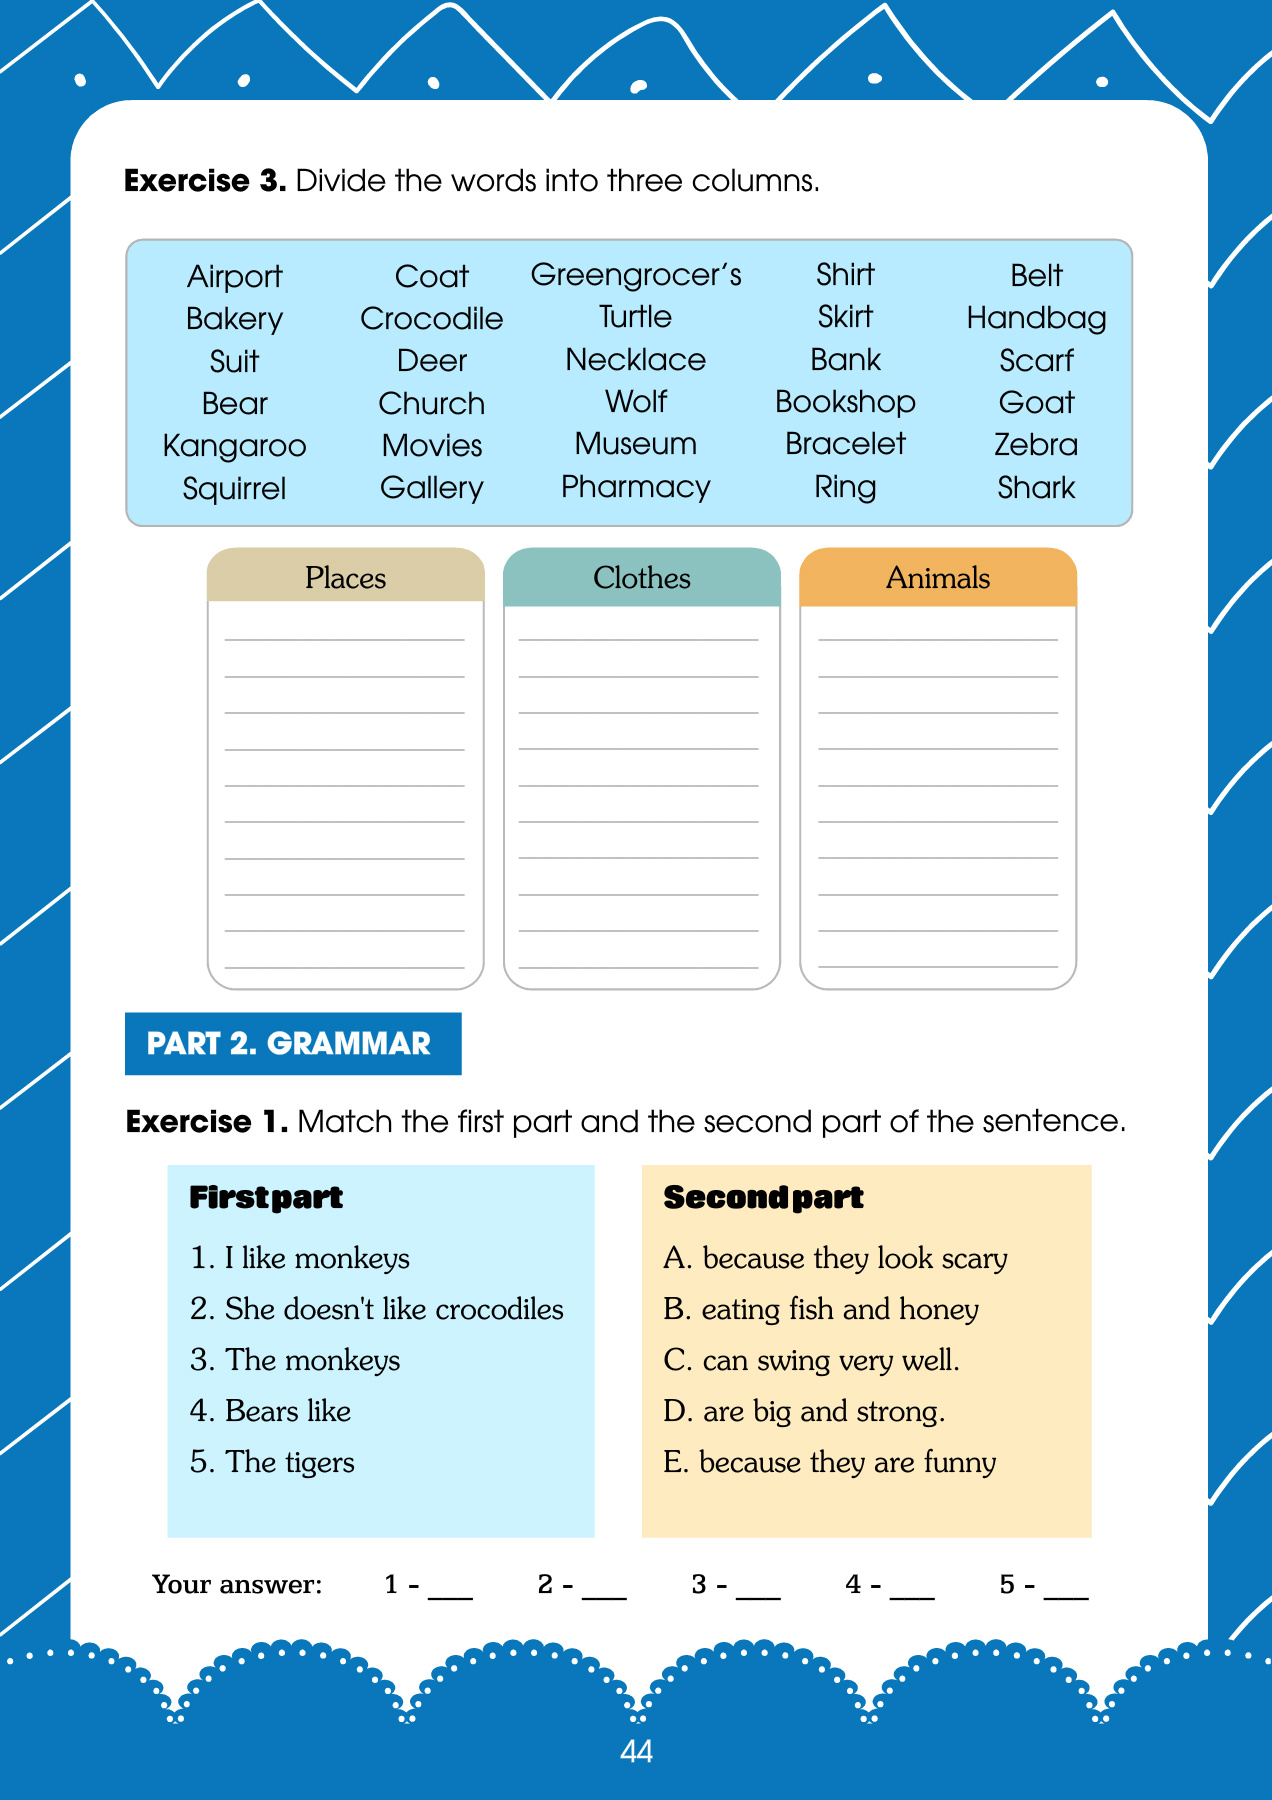 Exercise 3. Divide the words into three columns.
Airport Coat Greengrocer's Shirt Belt
Bakery Crocodile Turtle Skirt Handbag
Suit Deer Necklace Bank Scarf
Bear Church Wolf Bookshop Goat
Kangaroo Movies Museum Bracelet Zebra
Squirrel Gallery Pharmacy Ring Shark
Places Clothes Animals
PART 2. GRAMMAR
Exercise 1. Match the first part and the second part of the sentence.
First part
1. I like monkeys
2. She doesn't like crocodiles
3. The monkeys
4. Bears like
5. The tigers
Second part
A. because they look scary
B. eating fish and honey
C. can swing very well.
D. are big and strong.
E. because they are funny
Your answer: 1 - ___ 2 - ___ 3 - ___ 4 - ___ 5 - ___
44